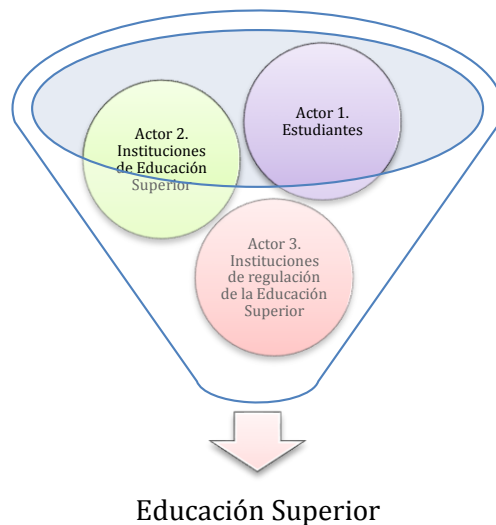 Actor 1.
Estudiantes
Actor 2.
Instituciones
de Educación
Superior
Actor 3.
Instituciones
de regulación
de la Educación
Superior
Educación Superior